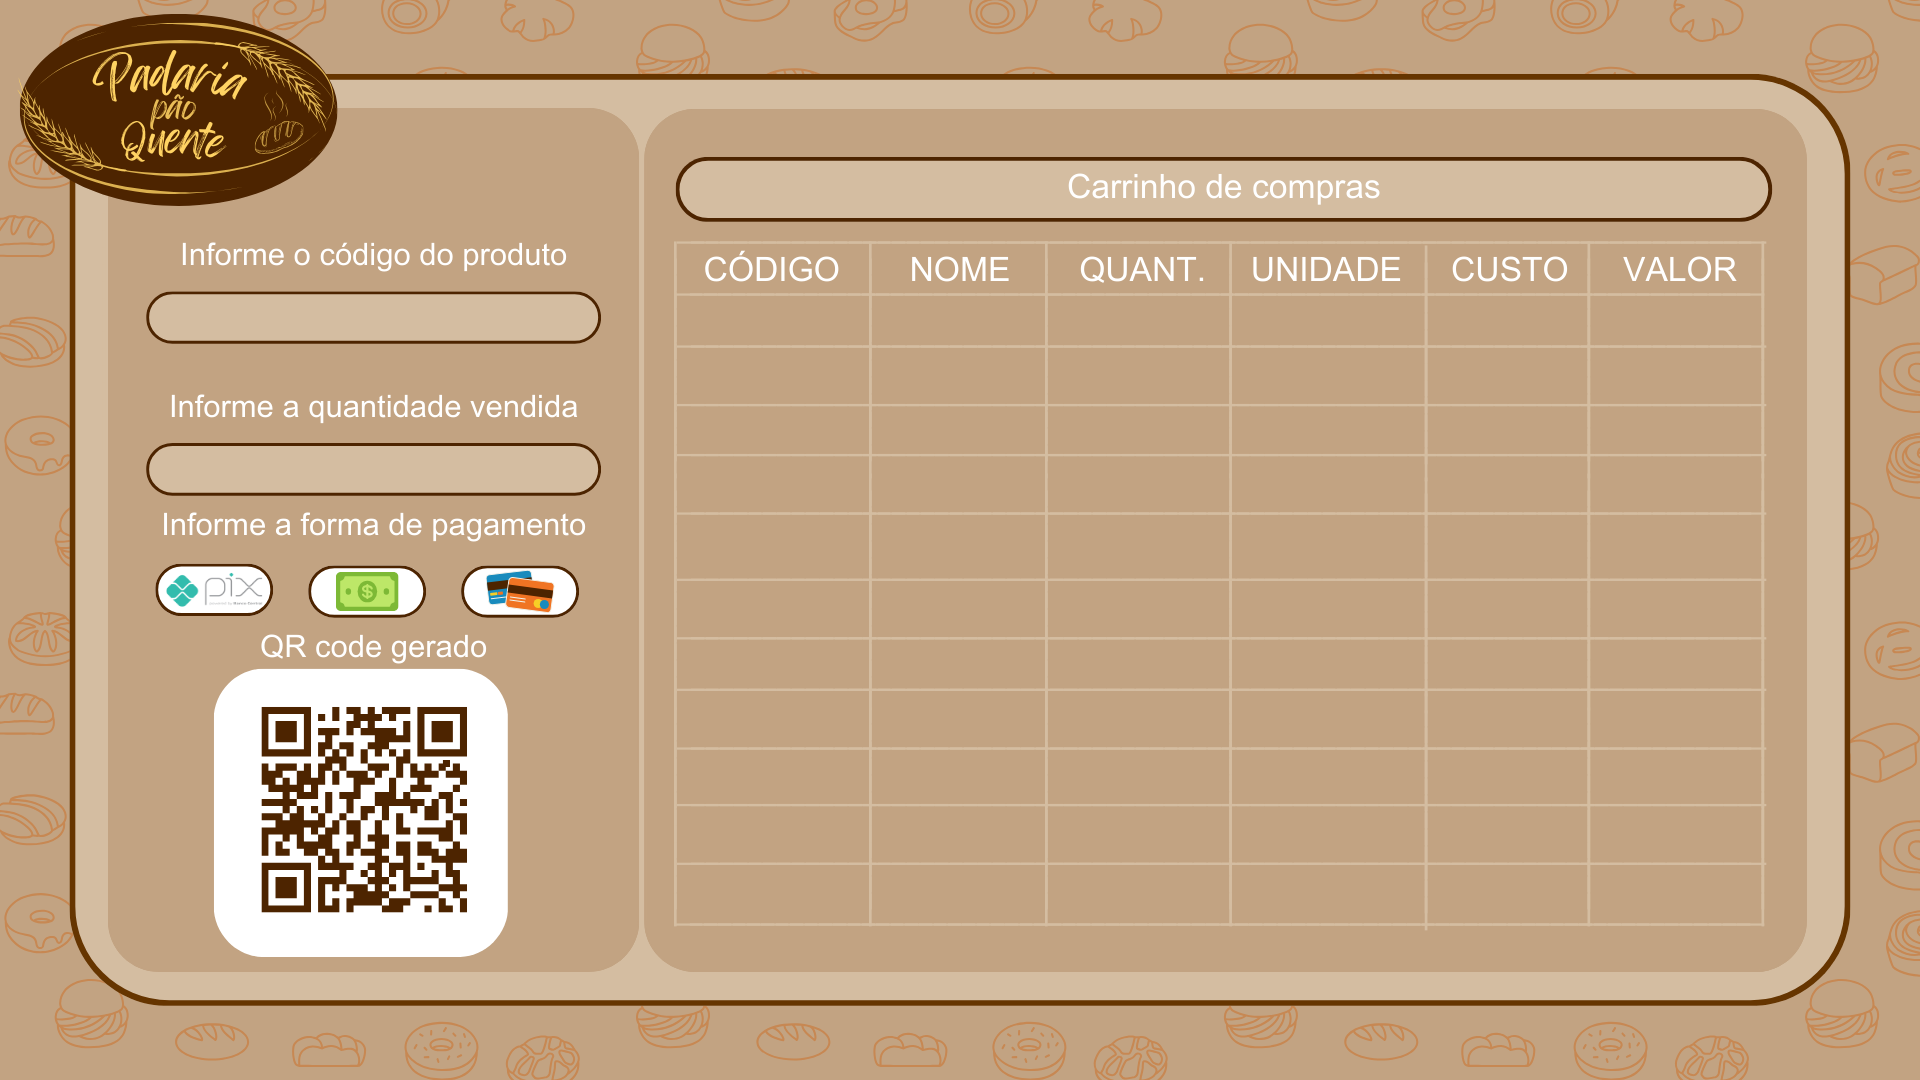 Padaria
pão
Quente
Informe o código do produto
Informe a quantidade vendida
Informe a forma de pagamento
pix
QR code gerado
Carrinho de compras
CÓDIGO NOME QUANT. UNIDADE CUSTO VALOR